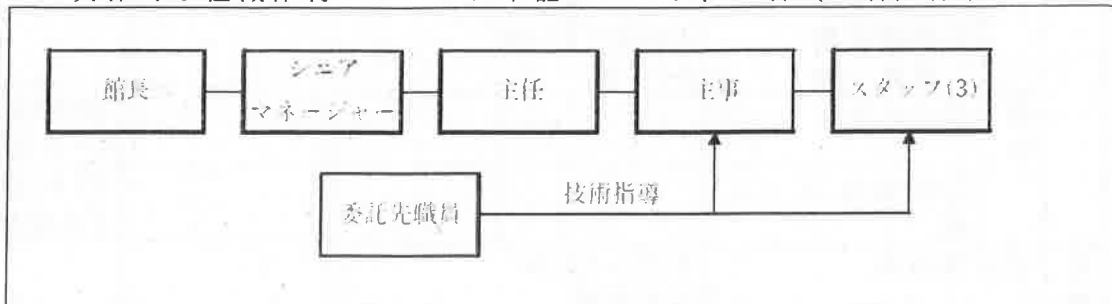 館長
シニア
マネージャー
主任
主事
スタッフ(3)
委託先職員
技術指導